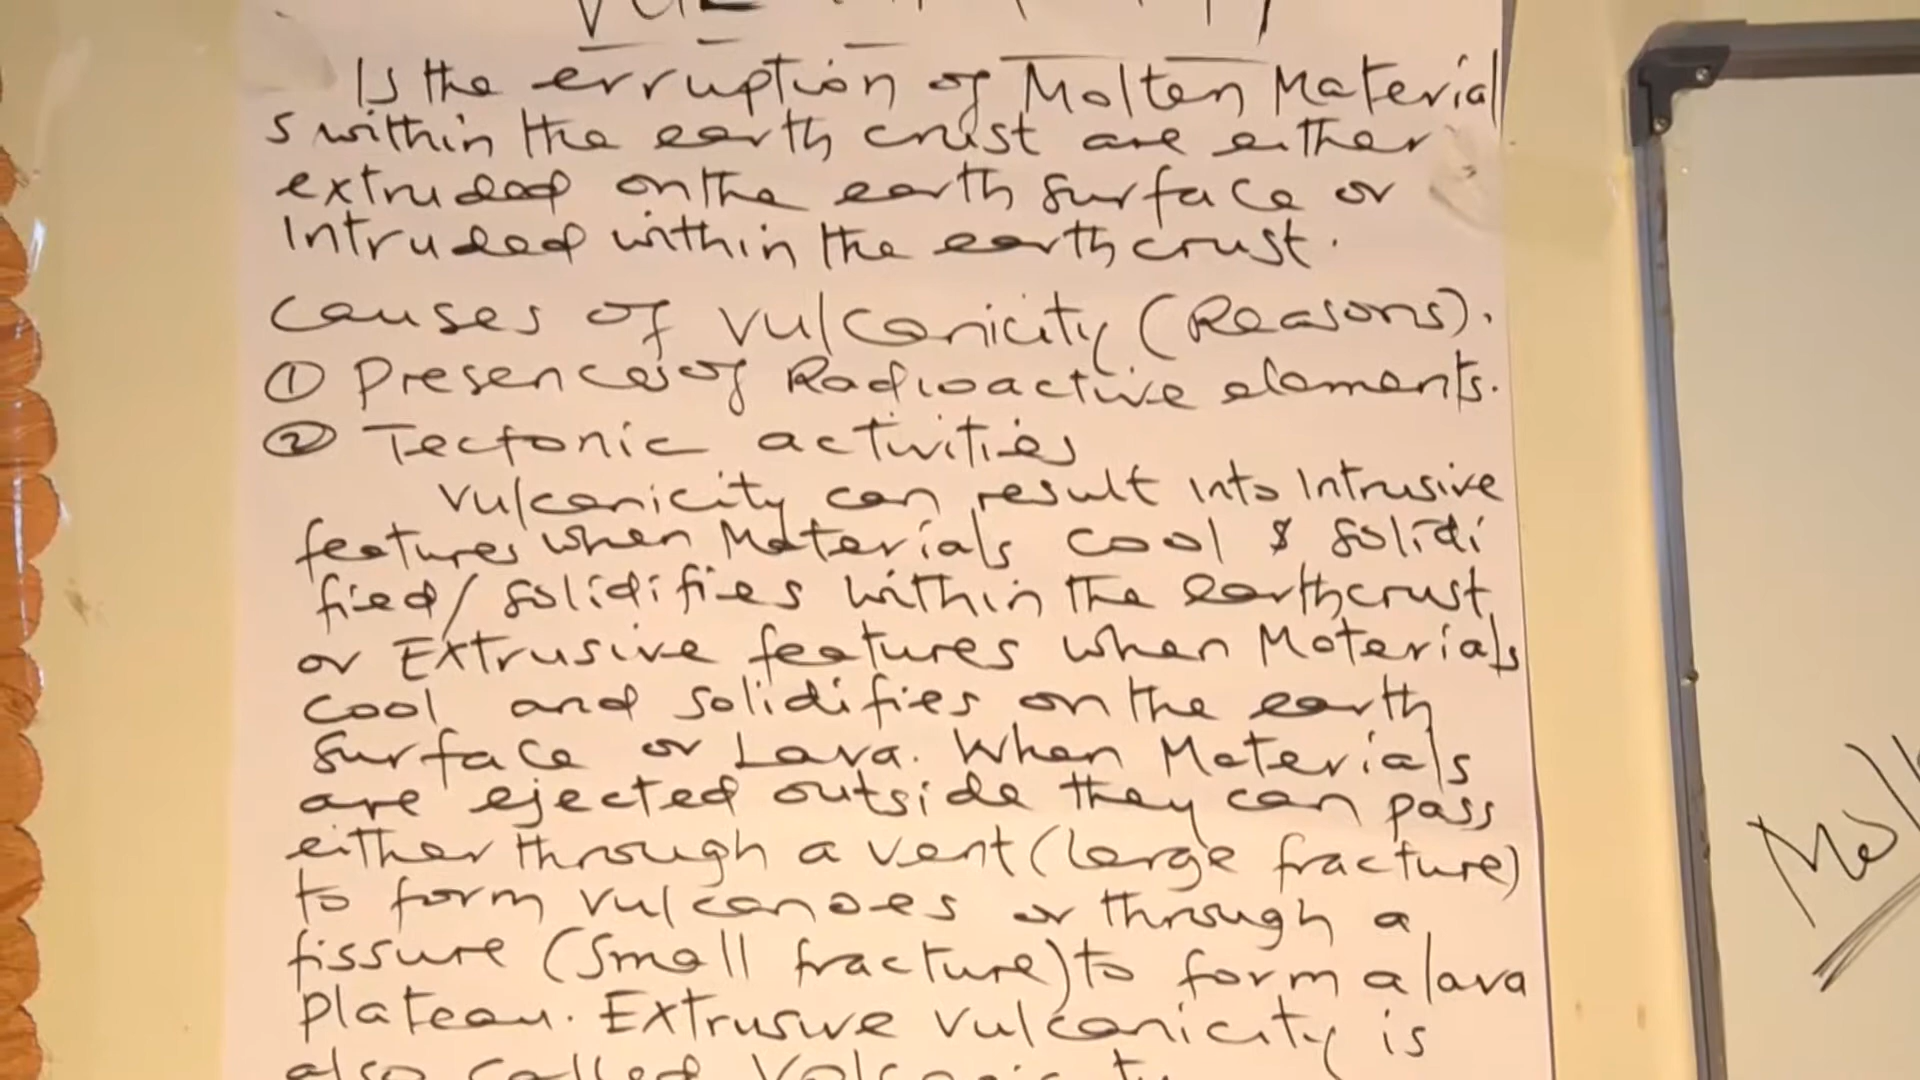 Is the erruption of Molten Material
s within the earth crust are either
extruded on the earth surface or
Intruded within the earth crust.
Causes of Vulcanicity (Reasons).
① Presences of Radioactive elements.
② Tectonic activities
Vulcanicity can result into Intrusive
features when Materials cool & solidi
fied/solidifies within the earthcrust
or Extrusive features when Materials
cool and solidifies on the earth
surface or Lava. When Materials
are ejected outside they can pass
either through a vent (large fracture)
to form vulcanoes or through a
fissure (small fracture) to form a lava
plateau. Extrusive vulcanicity is
also called